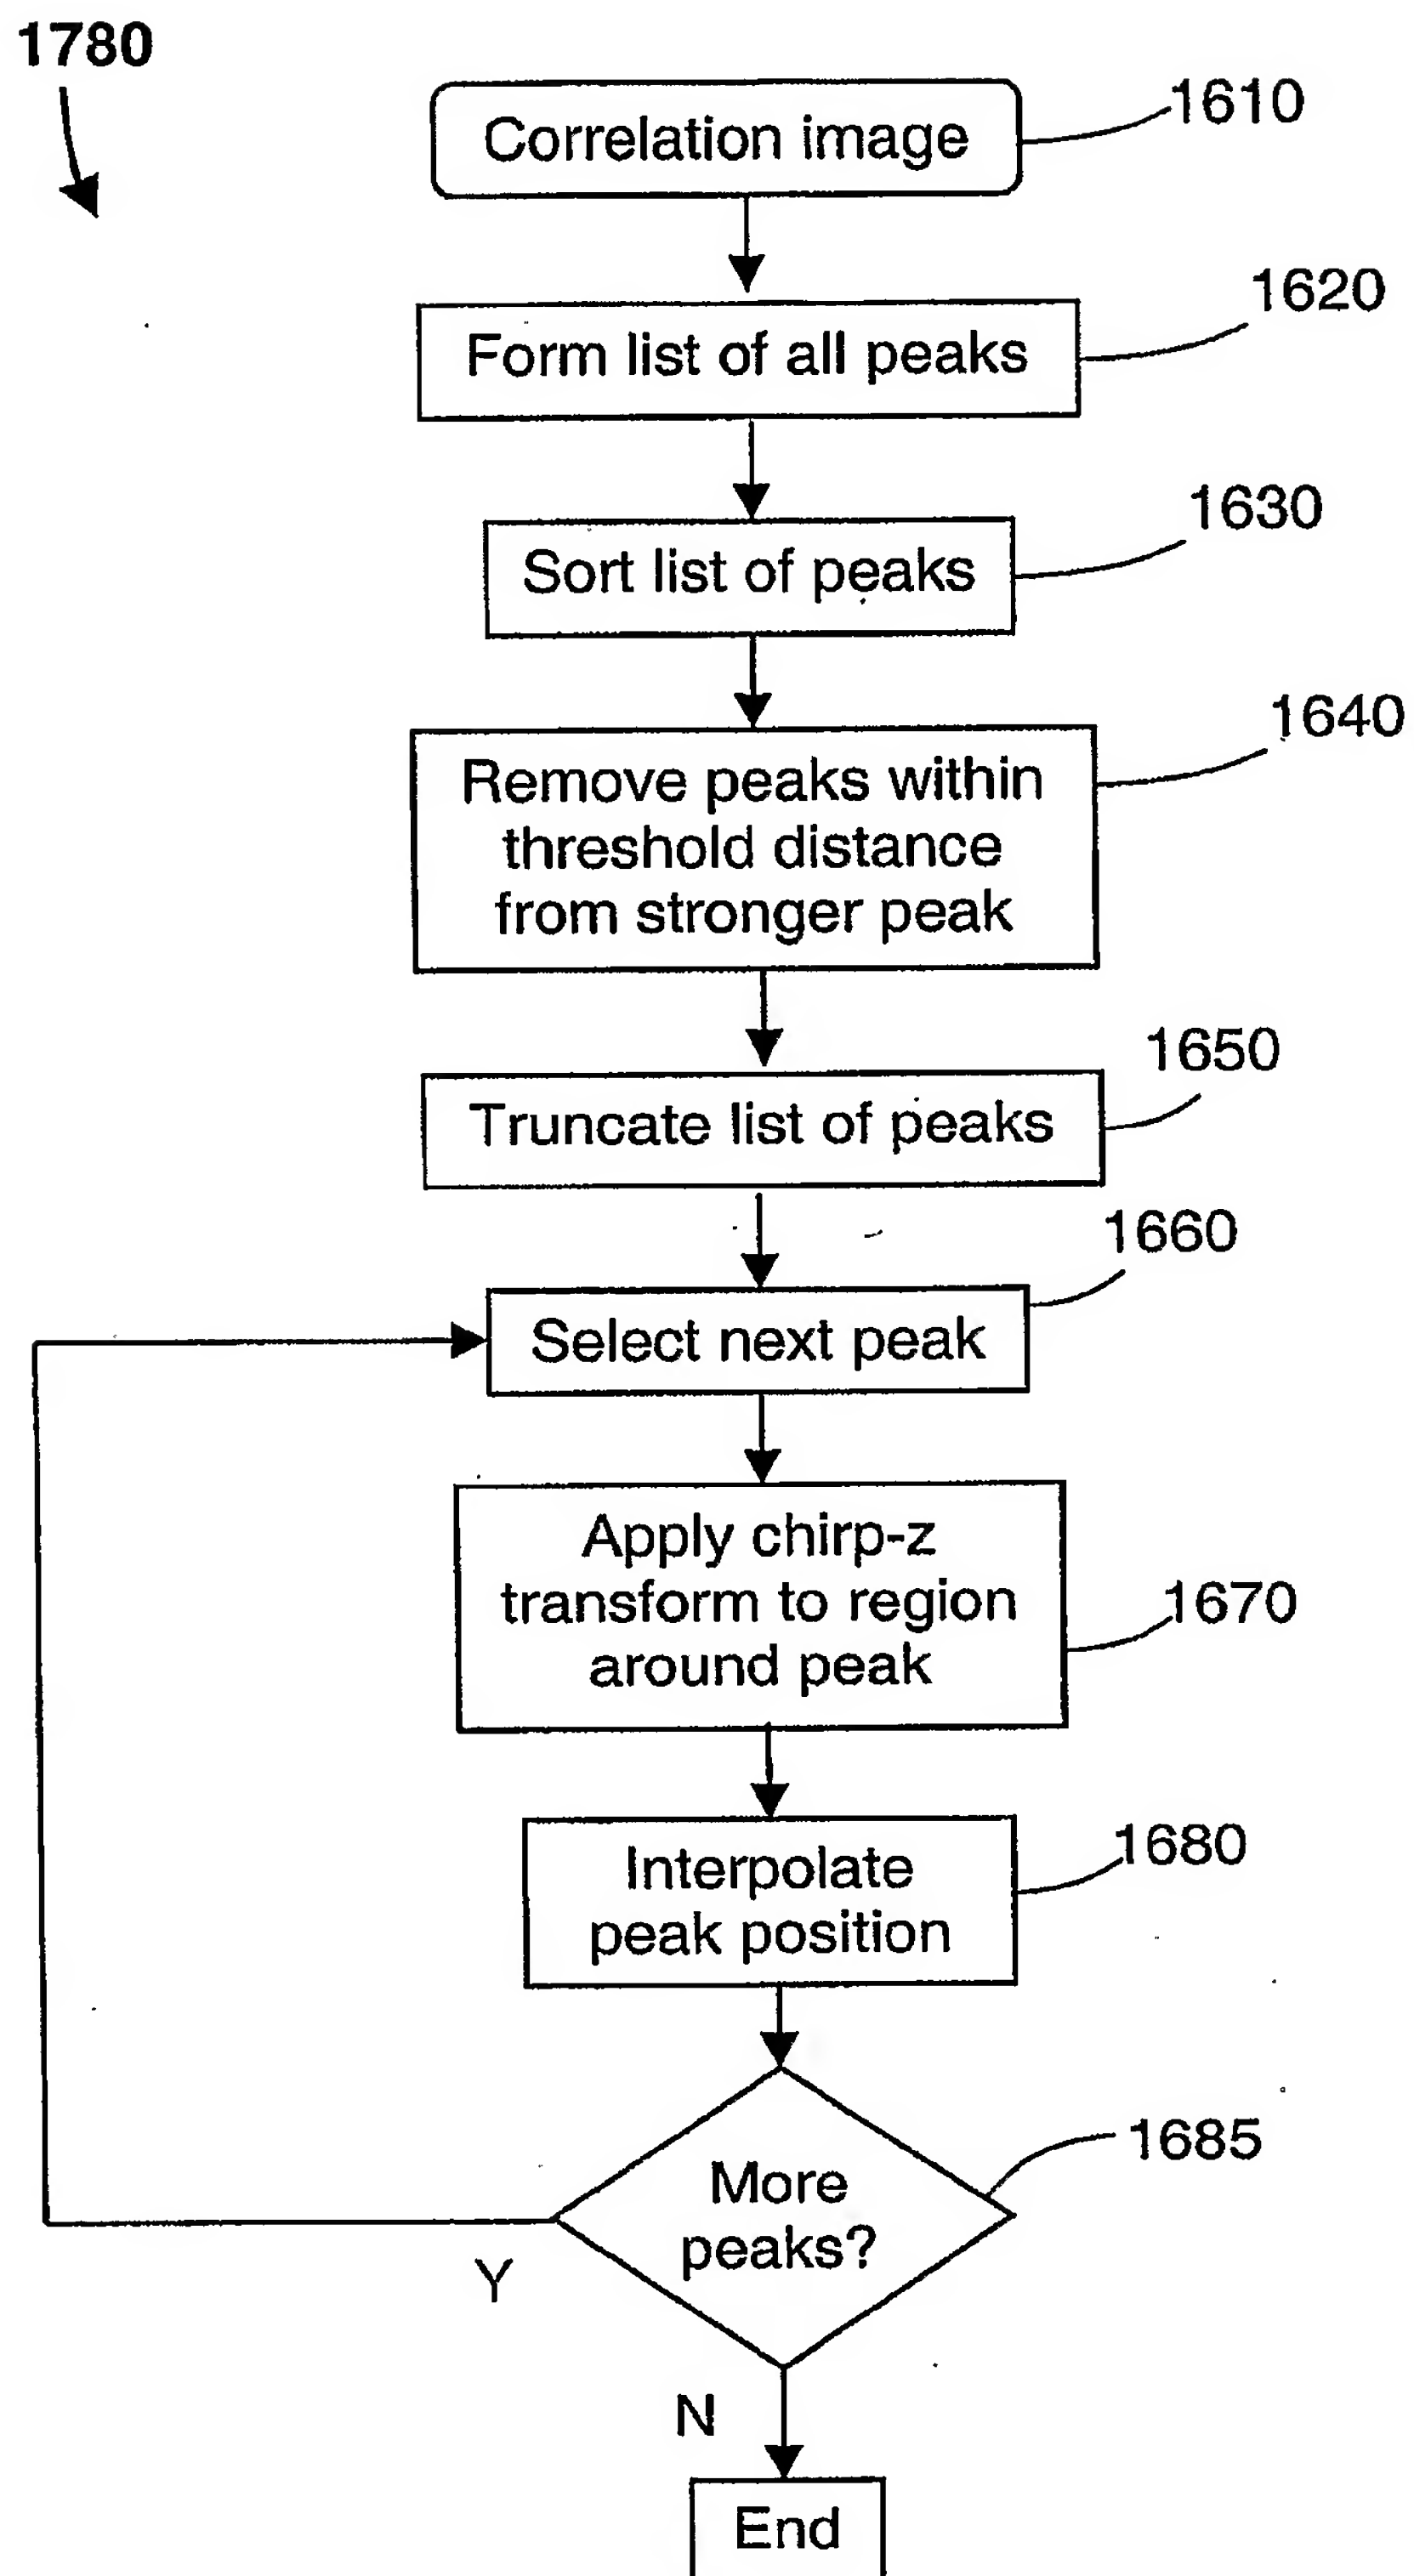 1780
Correlation image
1610
Form list of all peaks
1620
Sort list of peaks
1630
Remove peaks within
threshold distance
from stronger peak
1640
Truncate list of peaks
1650
Select next peak
1660
Apply chirp-z
transform to region
around peak
1670
Interpolate
peak position
1680
More
peaks?
1685
Y
N
End